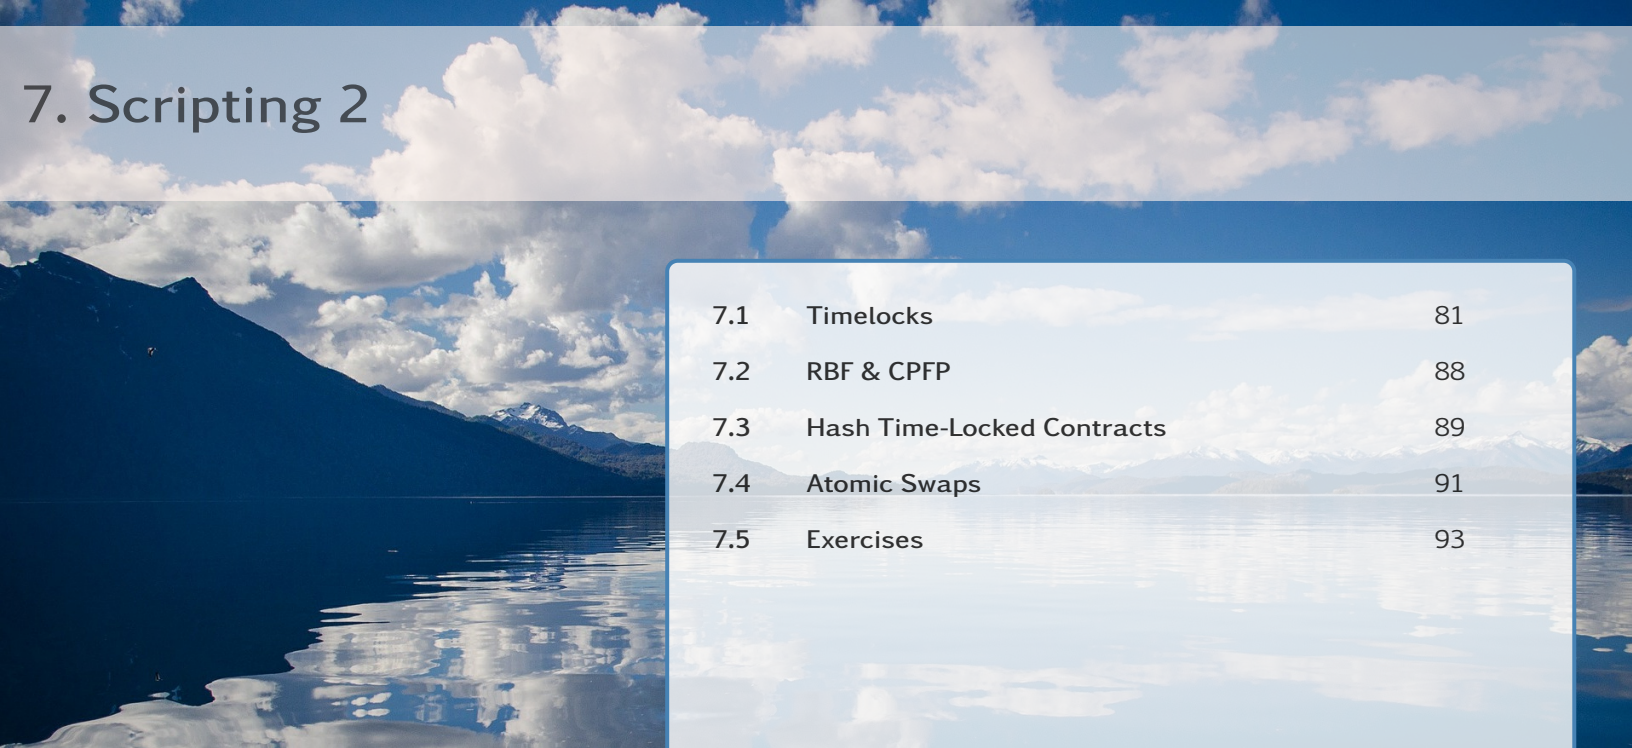 7. Scripting 2
7.1 Timelocks 81
7.2 RBF & CPFP 88
7.3 Hash Time-Locked Contracts 89
7.4 Atomic Swaps 91
7.5 Exercises 93